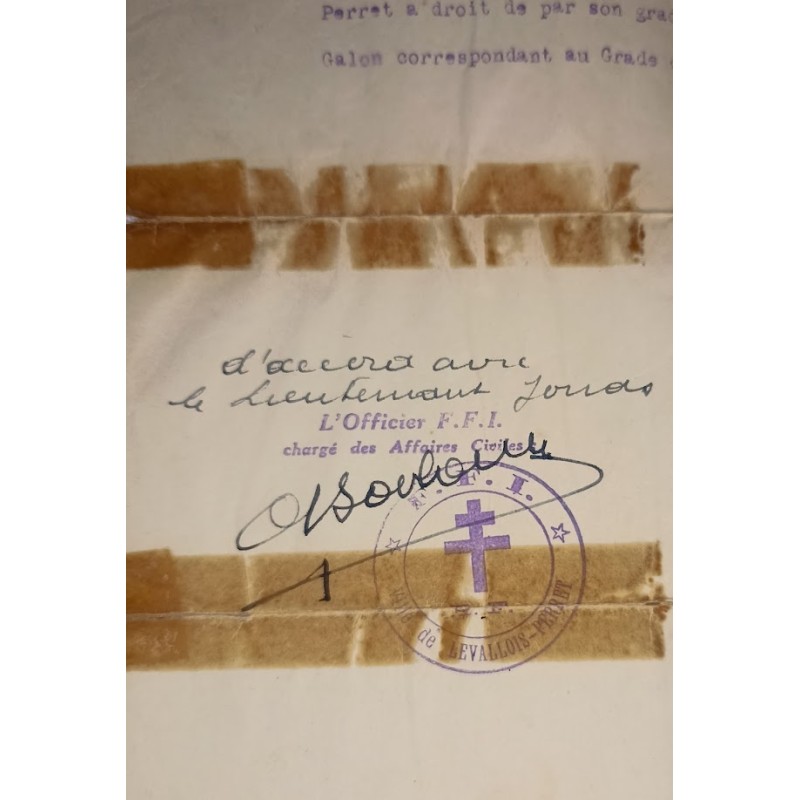 Perret a droit de par son grad
Galon correspondant au Grade
d'accord avec
le Lieutenant Jonas
L'Officier F.F.I.
chargé des Affaires Civiles
F. F. I.
de LEVALLOIS-PERRET